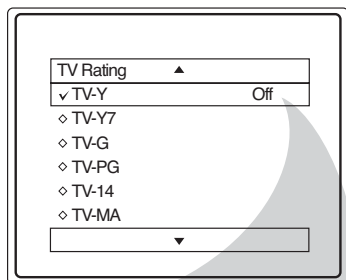 TV Rating ▲
✓ TV-Y Off
◇ TV-Y7
◇ TV-G
◇ TV-PG
◇ TV-14
◇ TV-MA
▼